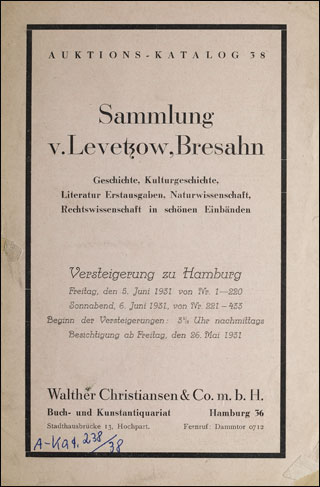 AUKTIONS-KATALOG 38
Sammlung
v. Levetzow, Bresahn
Geschichte, Kulturgeschichte,
Literatur Erstausgaben, Naturwissenschaft,
Rechtswissenschaft in schönen Einbänden
Versteigerung zu Hamburg
Freitag, den 5. Juni 1931, von Nr. 1—220
Sonnabend, 6. Juni 1931, von Nr. 221 - 433
Beginn der Versteigerungen: 3½ Uhr nachmittags
Besichtigung ab Freitag, den 26. Mai 1931
Walther Christiansen & Co. m. b. H.
Buch- und Kunstantiquariat Hamburg 36
Stadthausbrücke 13, Hochpart. Fernruf: Dammtor 0712
A-Kat. 238/38